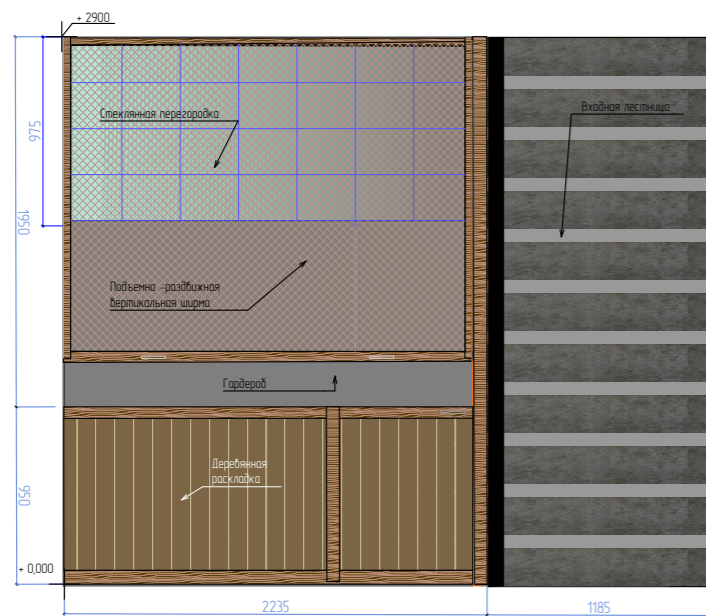 + 2900
Стеклянная перегородка
Входная лестница
975
1950
Подъемно -раздвижная
вертикальная ширма
Гардероб
Деревянная
раскладка
950
+ 0,000
2235
1185